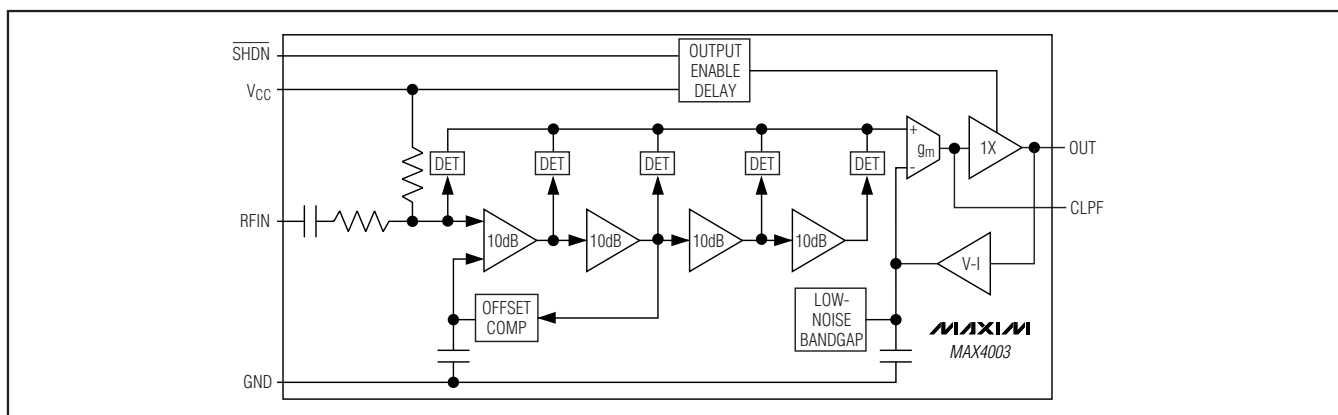 SHDN
OUTPUT
ENABLE
DELAY
VCC
DET
DET
DET
DET
DET
+
gm
-
1X
OUT
CLPF
RFIN
10dB
10dB
10dB
10dB
V-I
OFFSET
COMP
LOW-
NOISE
BANDGAP
MAXIM
MAX4003
GND